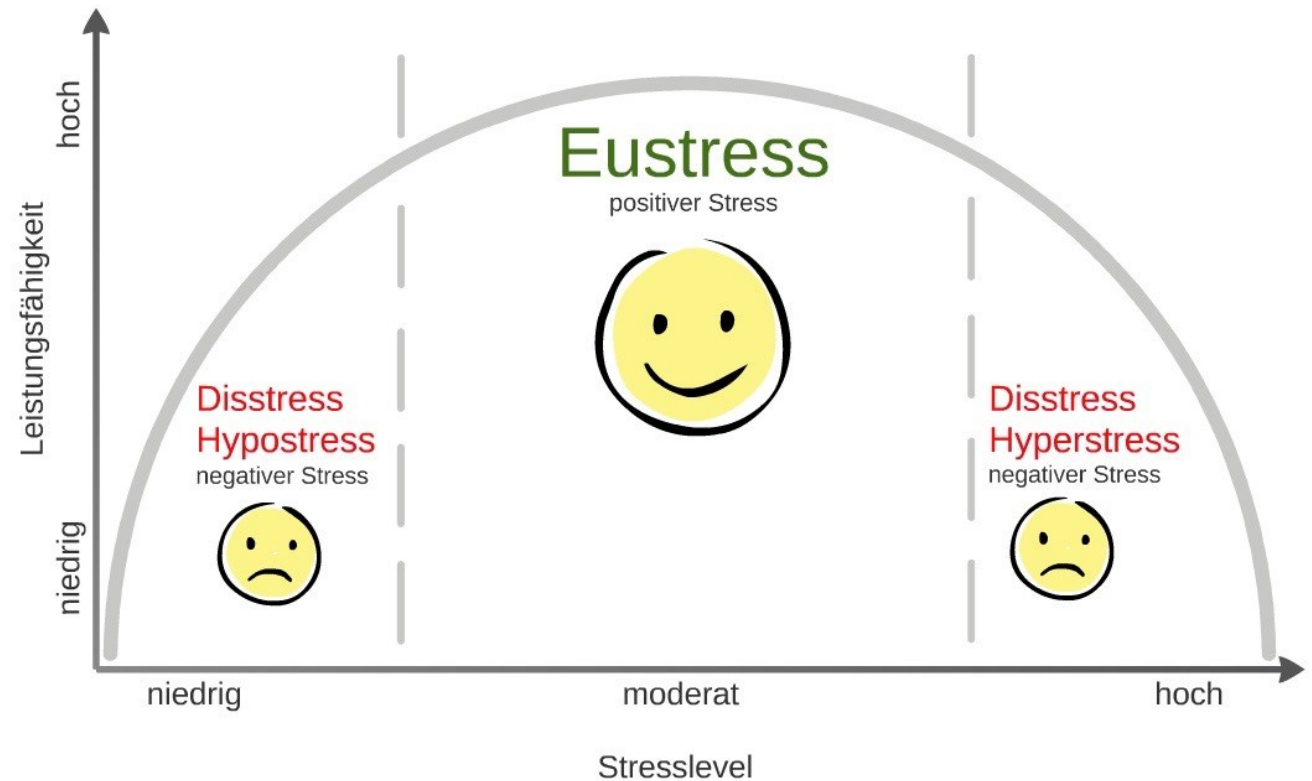 hoch
Leistungsfähigkeit
niedrig
Eustress
positiver Stress
Disstress
Hypostress
negativer Stress
Disstress
Hyperstress
negativer Stress
niedrig
moderat
hoch
Stresslevel